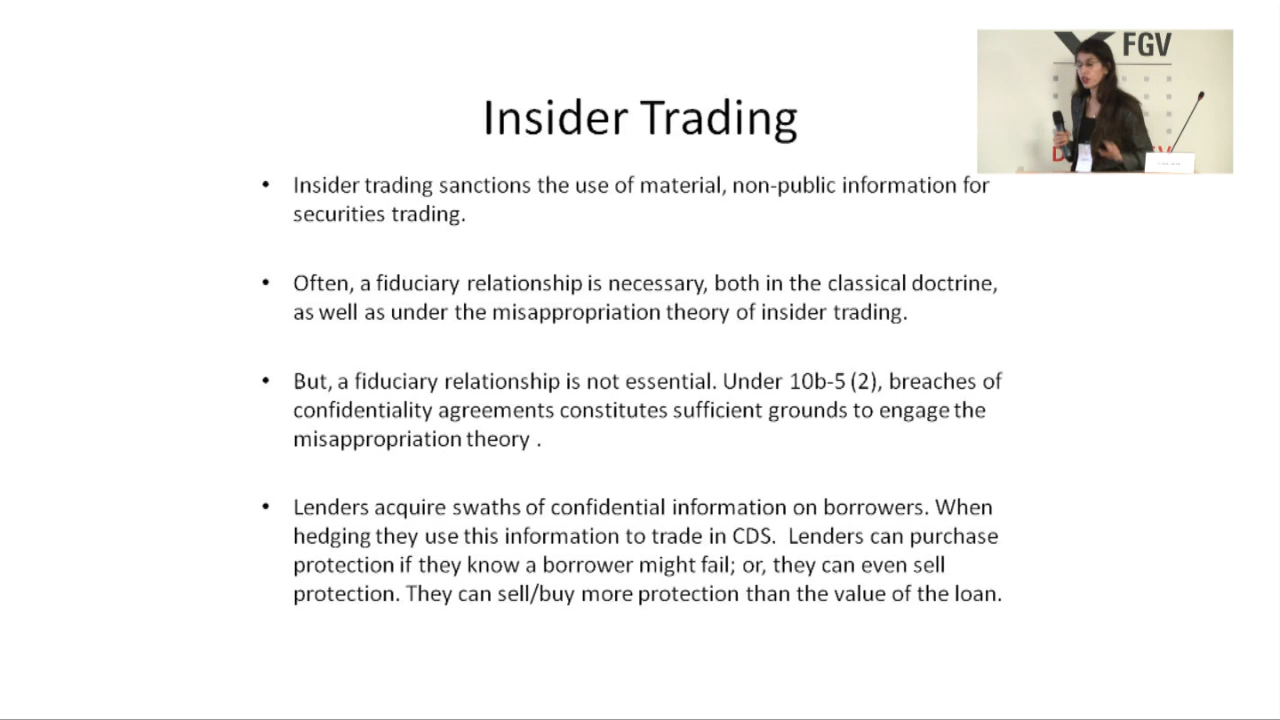 FGV
Insider Trading
• Insider trading sanctions the use of material, non-public information for
securities trading.
• Often, a fiduciary relationship is necessary, both in the classical doctrine,
as well as under the misappropriation theory of insider trading.
• But, a fiduciary relationship is not essential. Under 10b-5 (2), breaches of
confidentiality agreements constitutes sufficient grounds to engage the
misappropriation theory .
• Lenders acquire swaths of confidential information on borrowers. When
hedging they use this information to trade in CDS.  Lenders can purchase
protection if they know a borrower might fail; or, they can even sell
protection. They can sell/buy more protection than the value of the loan.